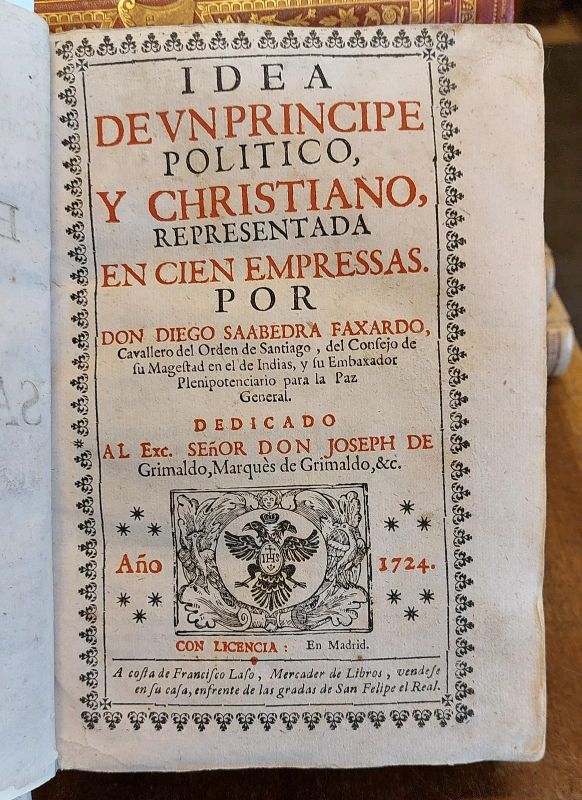 IDEA
DE VN PRINCIPE
POLITICO,
Y CHRISTIANO,
REPRESENTADA
EN CIEN EMPRESSAS.
POR
DON DIEGO SAABEDRA FAXARDO,
Cavallero del Orden de Santiago, del Consejo de
su Magestad en el de Indias, y su Embaxador
Plenipotenciario para la Paz
General.
DEDICADO
AL Exc. SEñOR DON JOSEPH DE
Grimaldo, Marquès de Grimaldo, &c.
IHS
Año 1724.
CON LICENCIA: En Madrid.
A costa de Francisco Laso, Mercader de Libros, vendese
en su casa, enfrente de las gradas de San Felipe el Real.